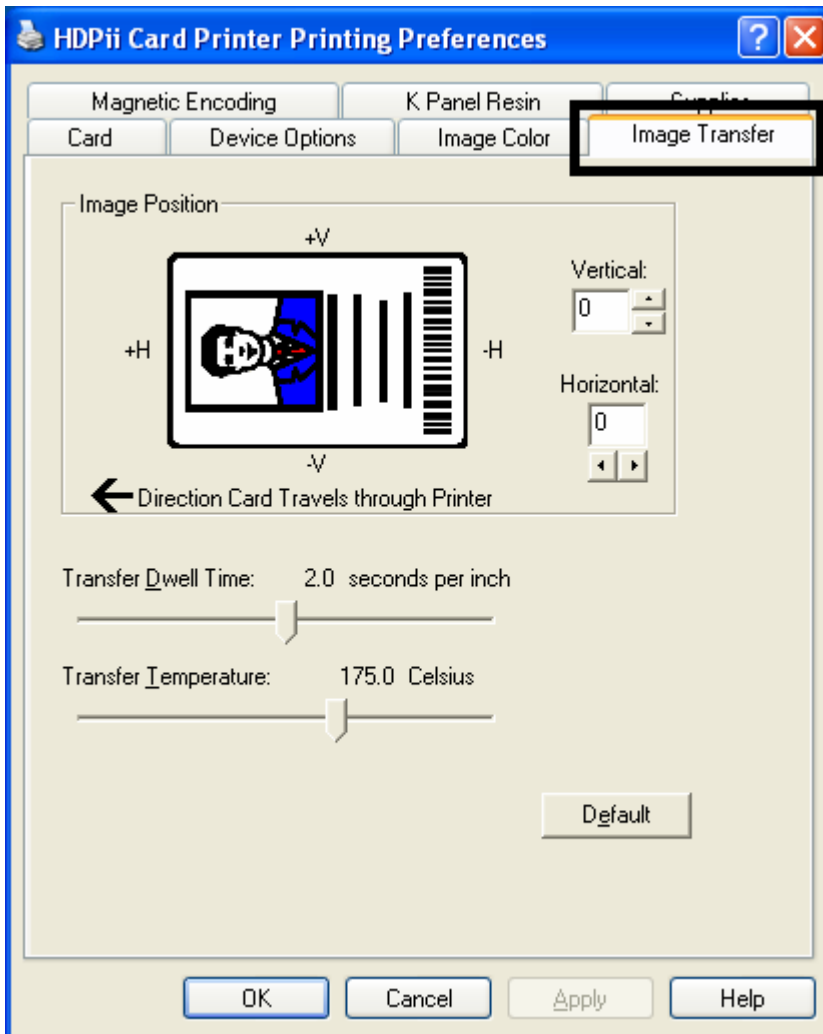 HDPii Card Printer Printing Preferences
Magnetic Encoding K Panel Resin Supplies
Card Device Options Image Color Image Transfer
Image Position
+V
Vertical:
0
+H -H
Horizontal:
0
-V
Direction Card Travels through Printer
Transfer Dwell Time: 2.0 seconds per inch
Transfer Temperature: 175.0 Celsius
Default
OK Cancel Apply Help